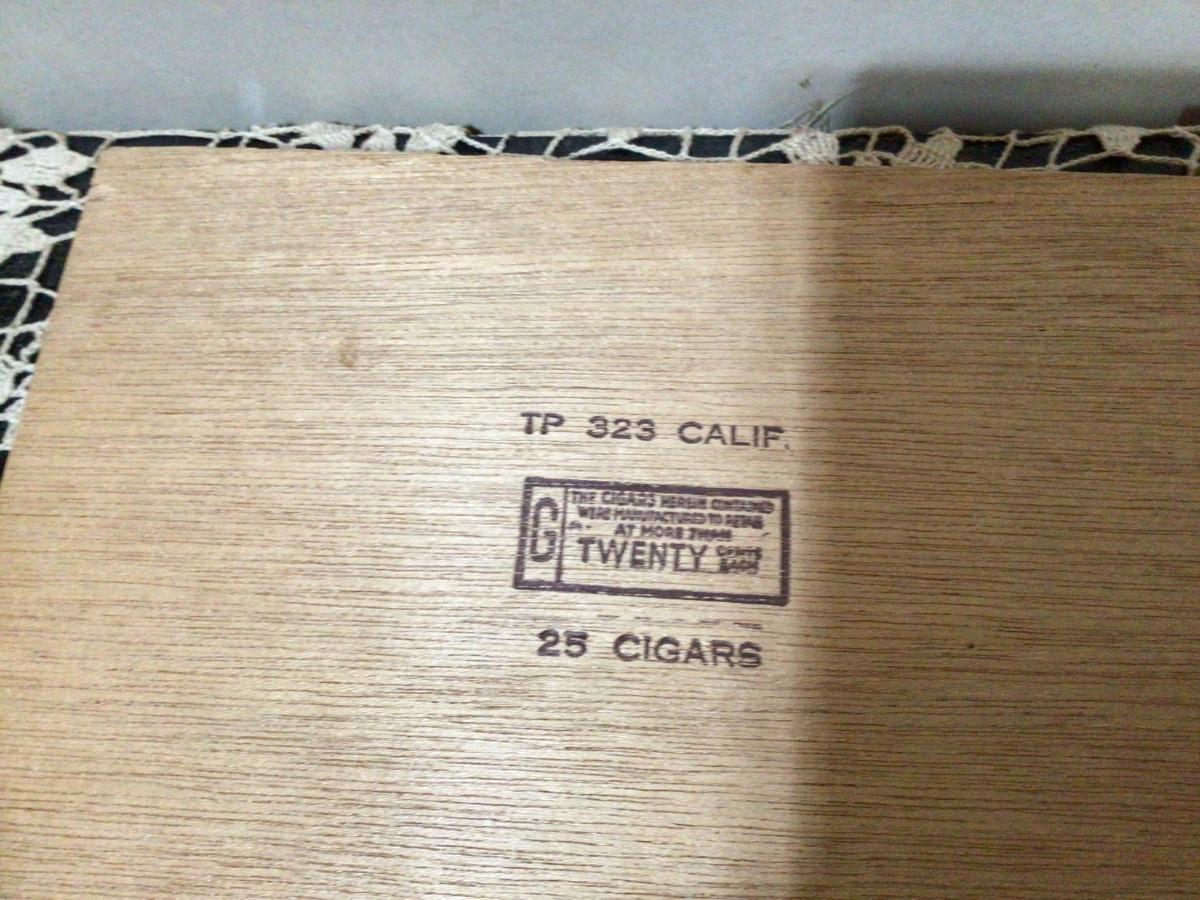 TP 323 CALIF.
G
THE CIGARS HEREIN CONTAINED
WERE MANUFACTURED TO RETAIL
AT MORE THAN
TWENTY CENTS
EACH
25 CIGARS